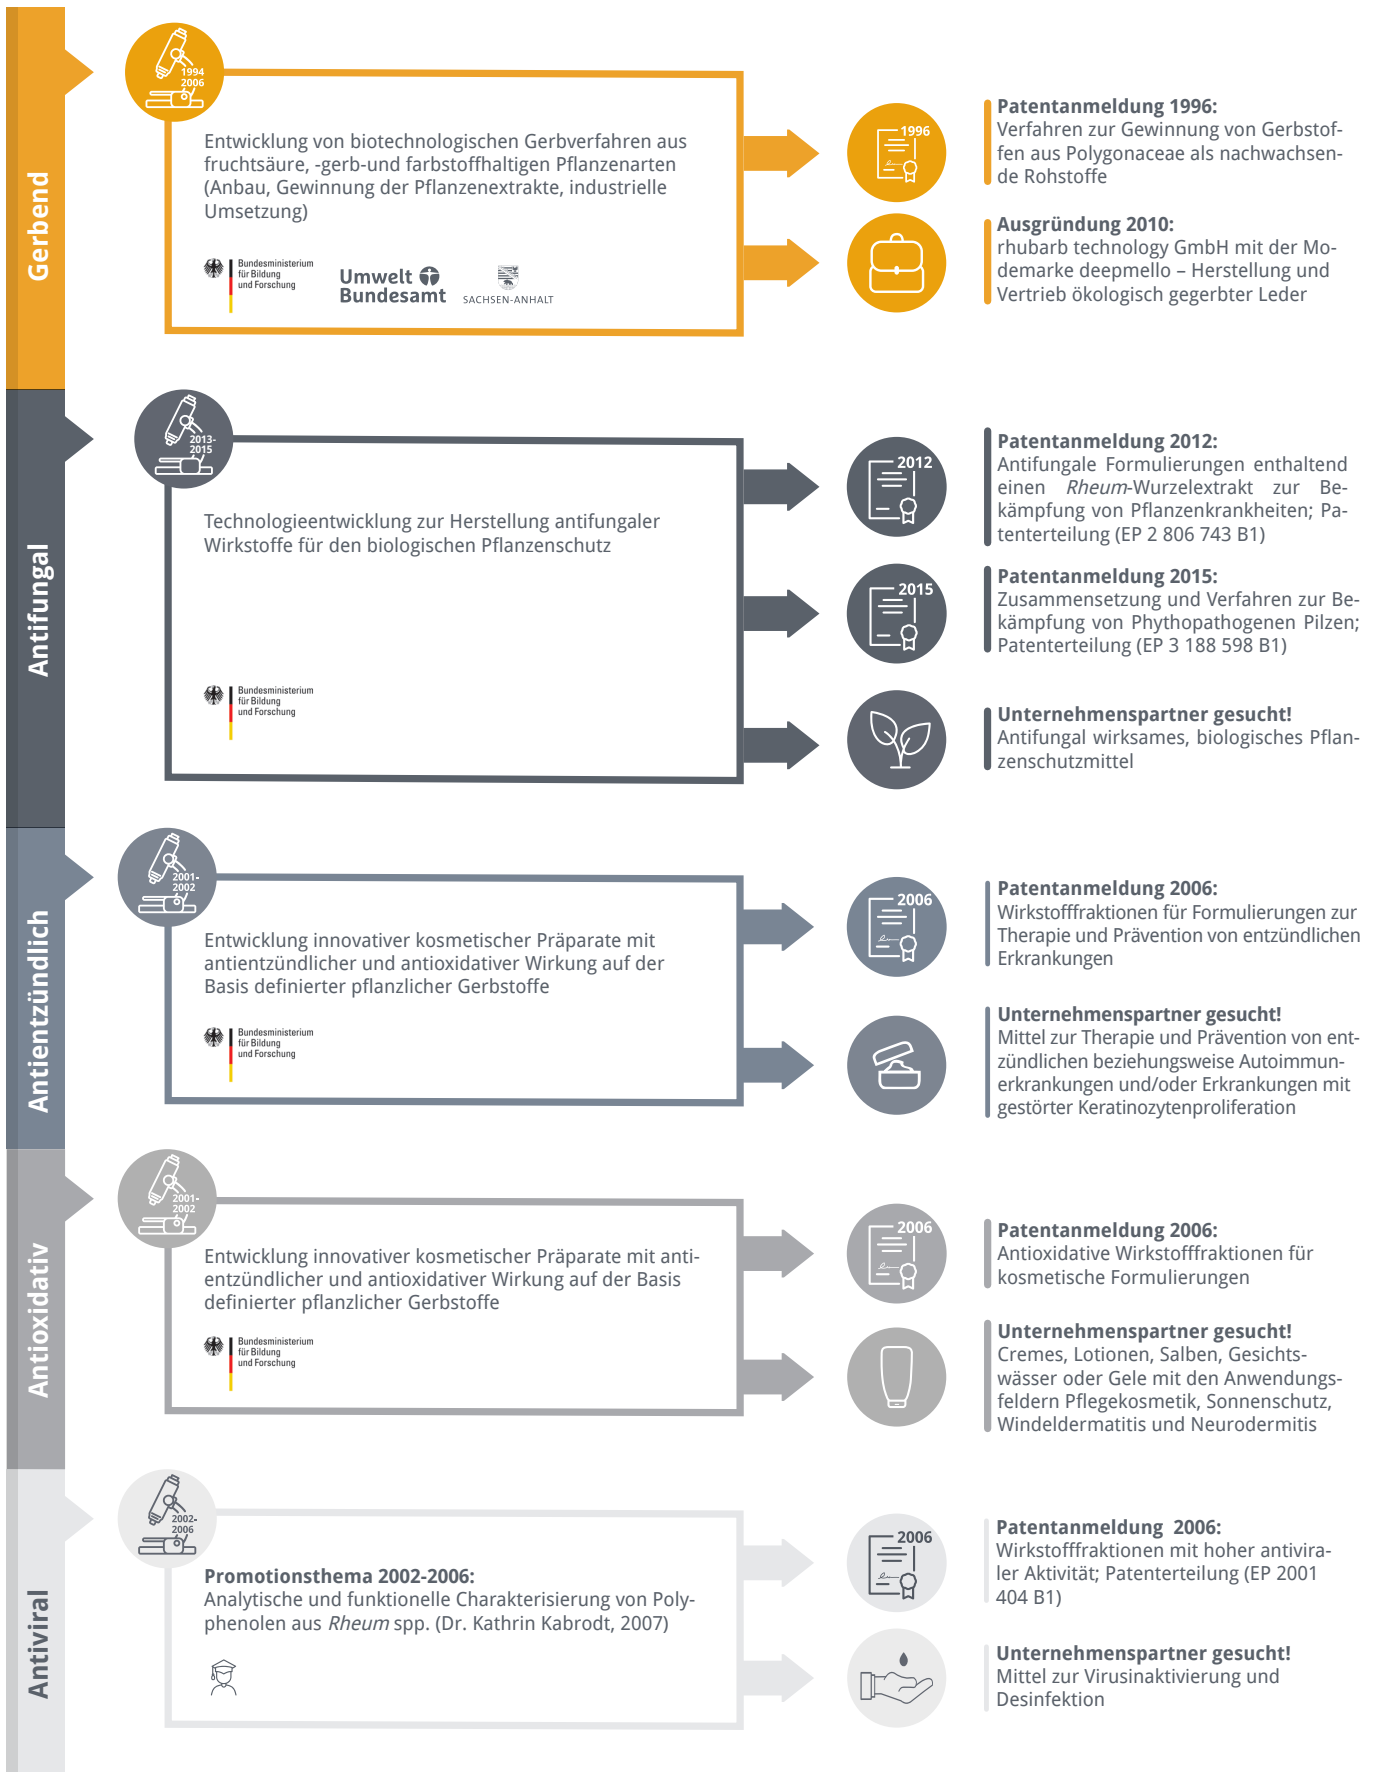 Gerbend
1994
2006
Entwicklung von biotechnologischen Gerbverfahren aus
fruchtsäure, -gerb-und farbstoffhaltigen Pflanzenarten
(Anbau, Gewinnung der Pflanzenextrakte, industrielle
Umsetzung)
Bundesministerium
für Bildung
und Forschung
Umwelt
Bundesamt
SACHSEN-ANHALT
1996
Patentanmeldung 1996:
Verfahren zur Gewinnung von Gerbstof-
fen aus Polygonaceae als nachwachsen-
de Rohstoffe
Ausgründung 2010:
rhubarb technology GmbH mit der Mo-
demarke deepmello – Herstellung und
Vertrieb ökologisch gegerbter Leder
Antifungal
2013-
2015
Technologieentwicklung zur Herstellung antifungaler
Wirkstoffe für den biologischen Pflanzenschutz
Bundesministerium
für Bildung
und Forschung
2012
Patentanmeldung 2012:
Antifungale Formulierungen enthaltend
einen Rheum-Wurzelextrakt zur Be-
kämpfung von Pflanzenkrankheiten; Pa-
tenterteilung (EP 2 806 743 B1)
2015
Patentanmeldung 2015:
Zusammensetzung und Verfahren zur Be-
kämpfung von Phythopathogenen Pilzen;
Patenterteilung (EP 3 188 598 B1)
Unternehmenspartner gesucht!
Antifungal wirksames, biologisches Pflan-
zenschutzmittel
Antientzündlich
2001-
2002
Entwicklung innovativer kosmetischer Präparate mit
antientzündlicher und antioxidativer Wirkung auf der
Basis definierter pflanzlicher Gerbstoffe
Bundesministerium
für Bildung
und Forschung
2006
Patentanmeldung 2006:
Wirkstofffraktionen für Formulierungen zur
Therapie und Prävention von entzündlichen
Erkrankungen
Unternehmenspartner gesucht!
Mittel zur Therapie und Prävention von ent-
zündlichen beziehungsweise Autoimmun-
erkrankungen und/oder Erkrankungen mit
gestörter Keratinozytenproliferation
Antioxidativ
2001-
2002
Entwicklung innovativer kosmetischer Präparate mit anti-
entzündlicher und antioxidativer Wirkung auf der Basis
definierter pflanzlicher Gerbstoffe
Bundesministerium
für Bildung
und Forschung
2006
Patentanmeldung 2006:
Antioxidative Wirkstofffraktionen für
kosmetische Formulierungen
Unternehmenspartner gesucht!
Cremes, Lotionen, Salben, Gesichts-
wässer oder Gele mit den Anwendungs-
feldern Pflegekosmetik, Sonnenschutz,
Windeldermatitis und Neurodermitis
Antiviral
2002-
2006
Promotionsthema 2002-2006:
Analytische und funktionelle Charakterisierung von Poly-
phenolen aus Rheum spp. (Dr. Kathrin Kabrodt, 2007)
2006
Patentanmeldung 2006:
Wirkstofffraktionen mit hoher antivira-
ler Aktivität; Patenterteilung (EP 2001
404 B1)
Unternehmenspartner gesucht!
Mittel zur Virusinaktivierung und
Desinfektion